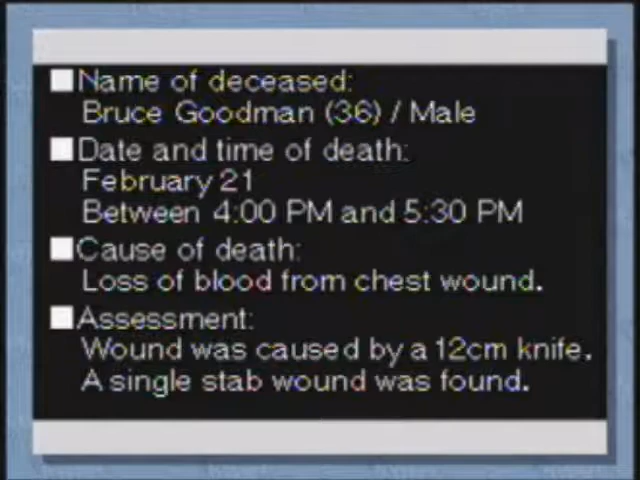 ■Name of deceased:
Bruce Goodman (36) / Male
■Date and time of death:
February 21
Between 4:00 PM and 5:30 PM
■Cause of death:
Loss of blood from chest wound.
■Assessment:
Wound was caused by a 12cm knife.
A single stab wound was found.